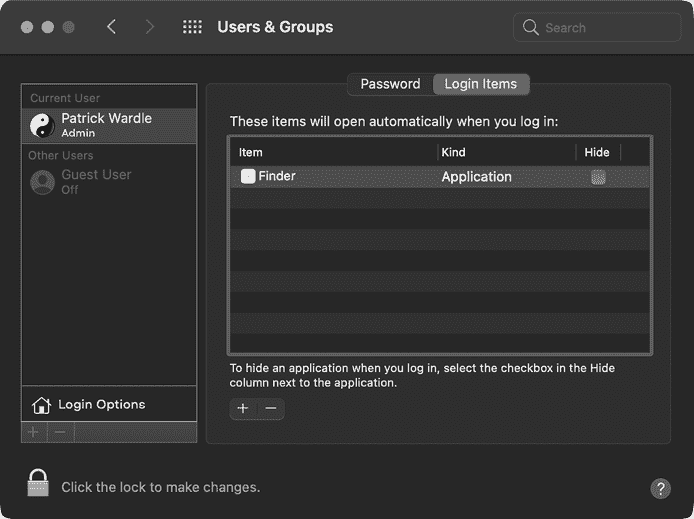 Users & Groups
Search
Password
Login Items
Current User
Patrick Wardle
Admin
Other Users
Guest User
Off
Login Options
These items will open automatically when you log in:
Item Kind Hide
Finder Application
To hide an application when you log in, select the checkbox in the Hide
column next to the application.
+ −
+ −
Click the lock to make changes.
?